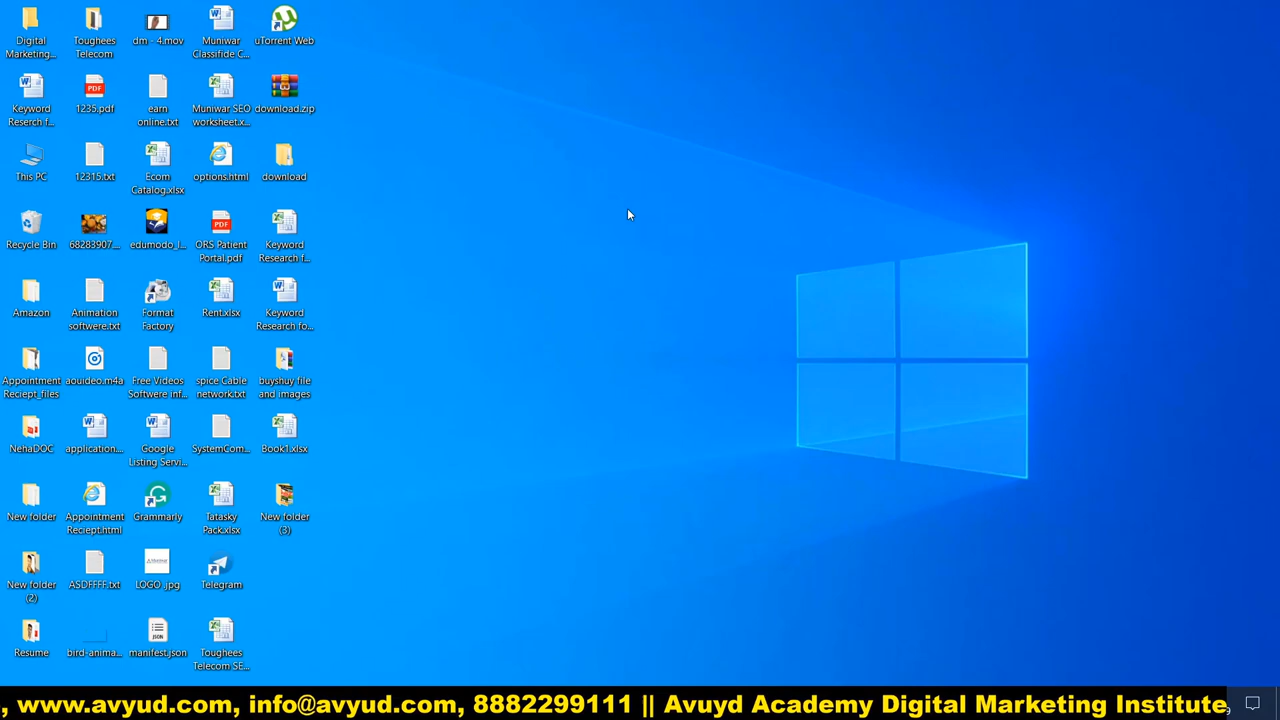 Digital
Marketing...
Toughees
Telecom
dm - 4.mov
Muniwar
Classifide C...
uTorrent Web
Keyword
Reserch f...
PDF
1235.pdf
earn
online.txt
Muniwar SEO
worksheet.x...
download.zip
This PC
12315.txt
Ecom
Catalog.xlsx
options.html
download
Recycle Bin
68283907...
edumodo_l...
PDF
ORS Patient
Portal.pdf
Keyword
Research f...
Amazon
Animation
softwere.txt
Format
Factory
Rent.xlsx
Keyword
Research fo...
Appointment
Reciept_files
aouideo.m4a
Free Videos
Softwere inf...
spice Cable
network.txt
buyshuy file
and images
NehaDOC
application...
Google
Listing Servi...
SystemCom...
Book1.xlsx
New folder
Appointment
Reciept.html
Grammarly
Tatasky
Pack.xlsx
New folder
(3)
New folder
(2)
ASDFFFF.txt
LOGO .jpg
Telegram
Resume
bird-anima...
JSON
manifest.json
Toughees
Telecom SE...
, www.avyud.com, info@avyud.com, 8882299111 || Avuyd Academy Digital Marketing Institute,